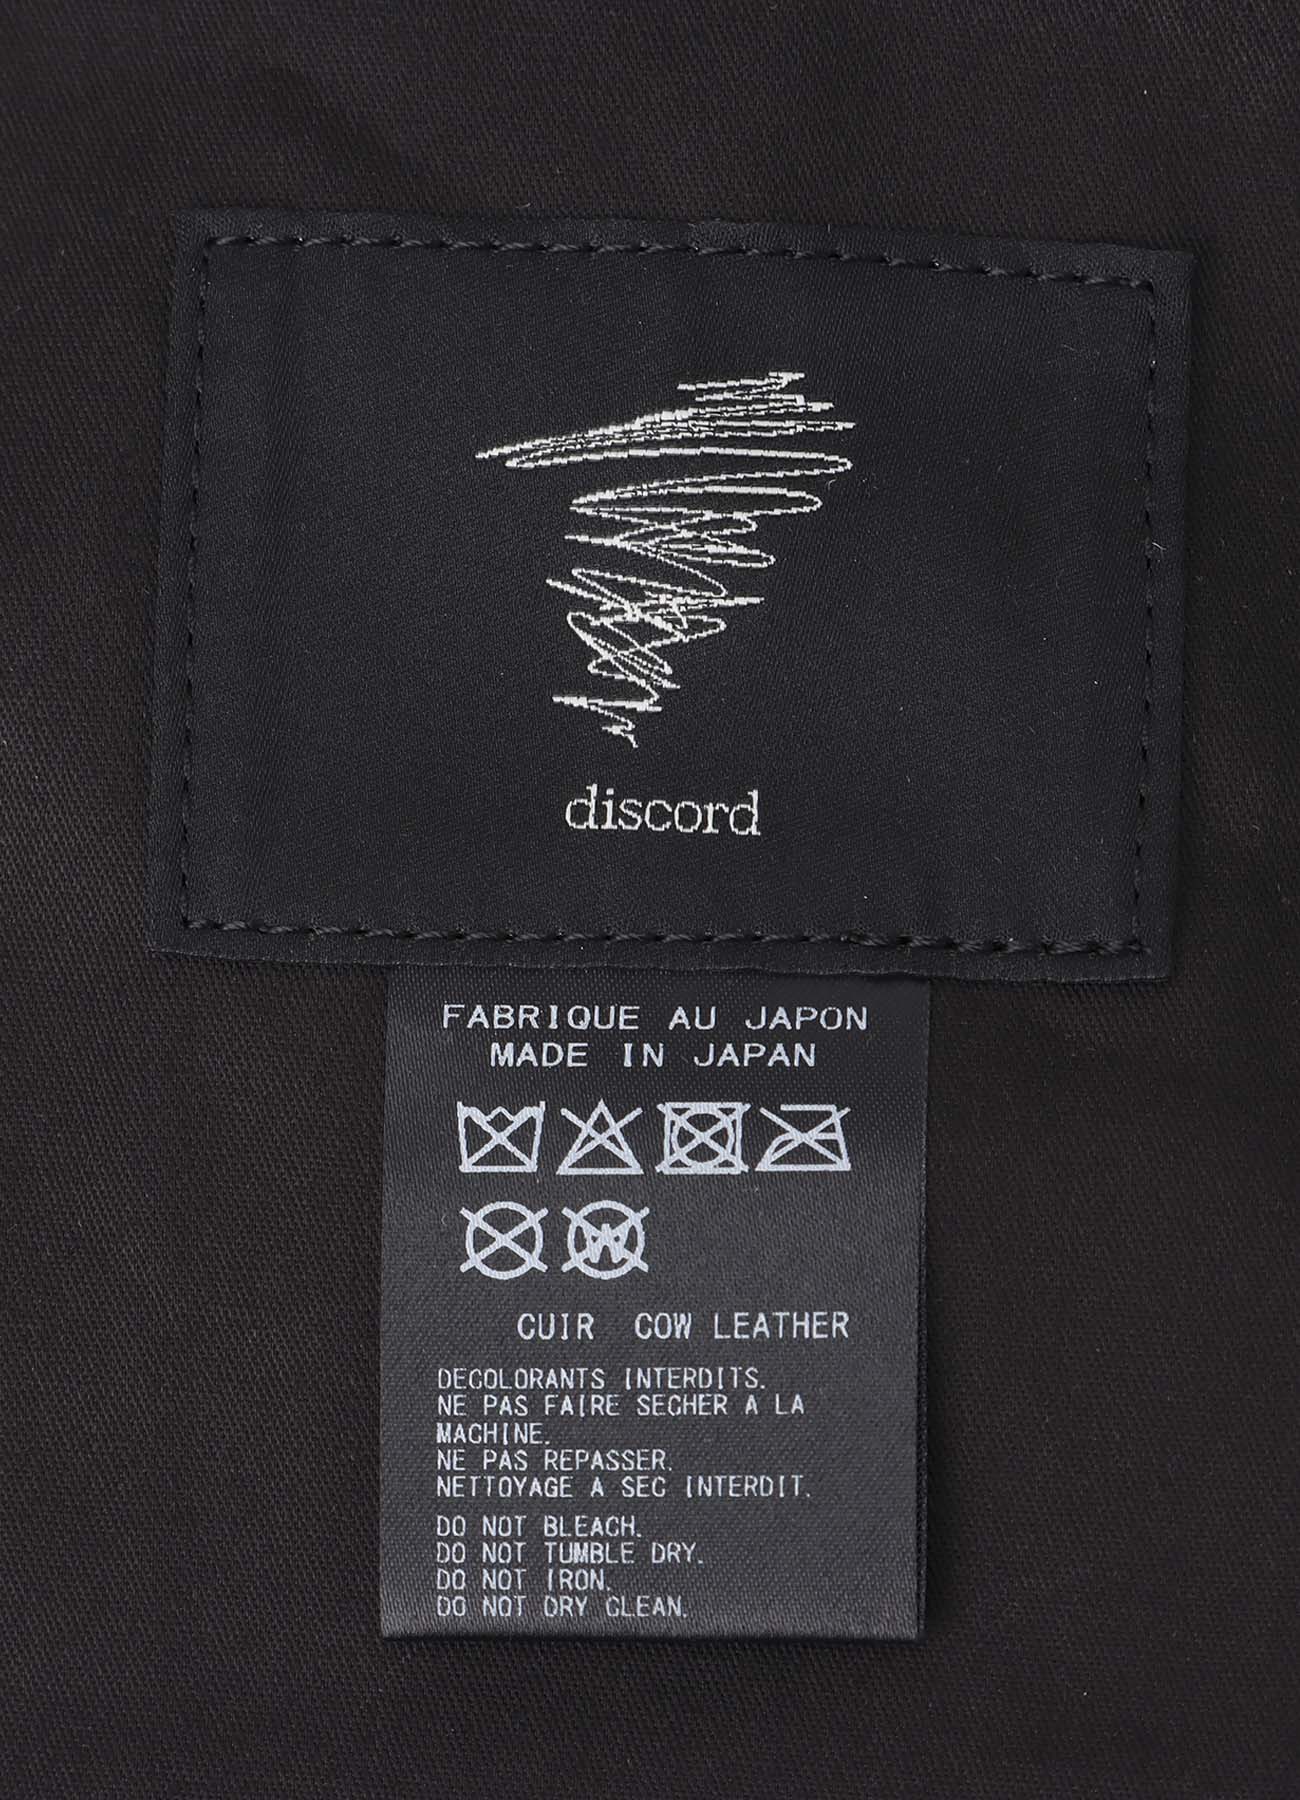 discord
FABRIQUE AU JAPON
MADE IN JAPAN
W
CUIR COW LEATHER
DECOLORANTS INTERDITS.
NE PAS FAIRE SECHER A LA
MACHINE.
NE PAS REPASSER.
NETTOYAGE A SEC INTERDIT.
DO NOT BLEACH.
DO NOT TUMBLE DRY.
DO NOT IRON.
DO NOT DRY CLEAN.